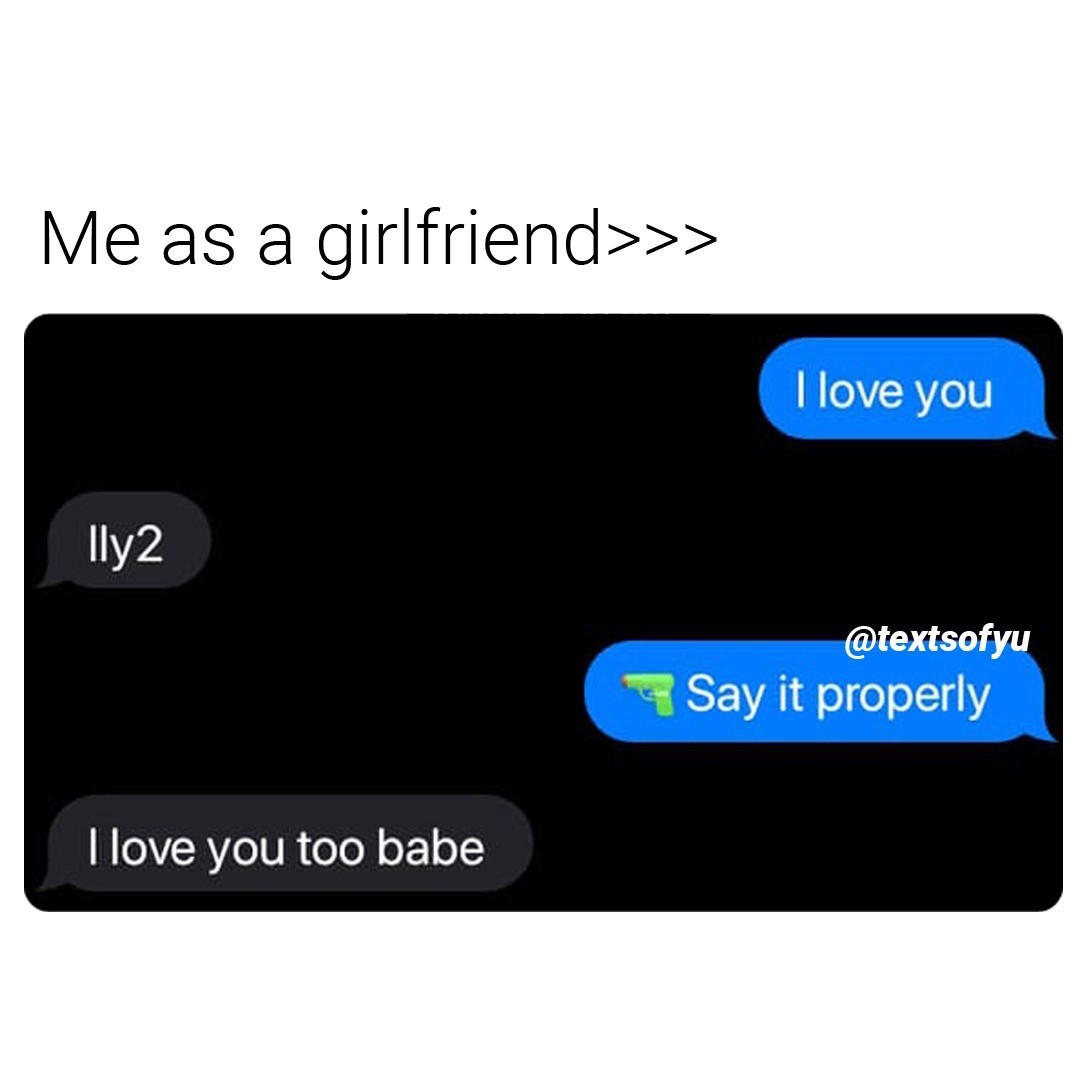 Me as a girlfriend>>>
I love you
Ily2
@textsofyu
🔫 Say it properly
I love you too babe